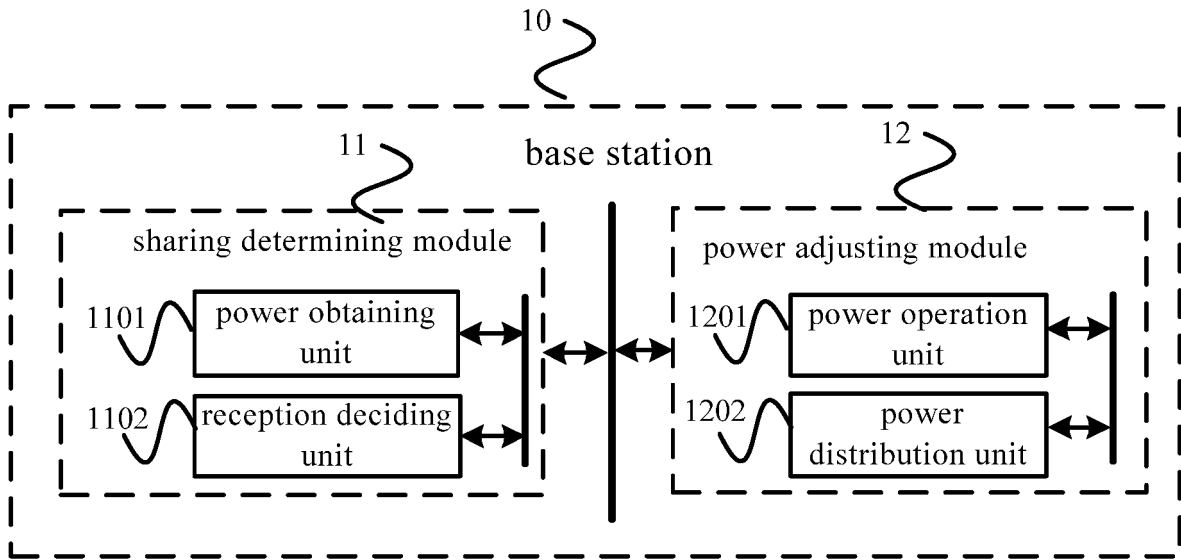 10
base station
11
12
sharing determining module
power adjusting module
1101
power obtaining
unit
1102
reception deciding
unit
1201
power operation
unit
1202
power
distribution unit